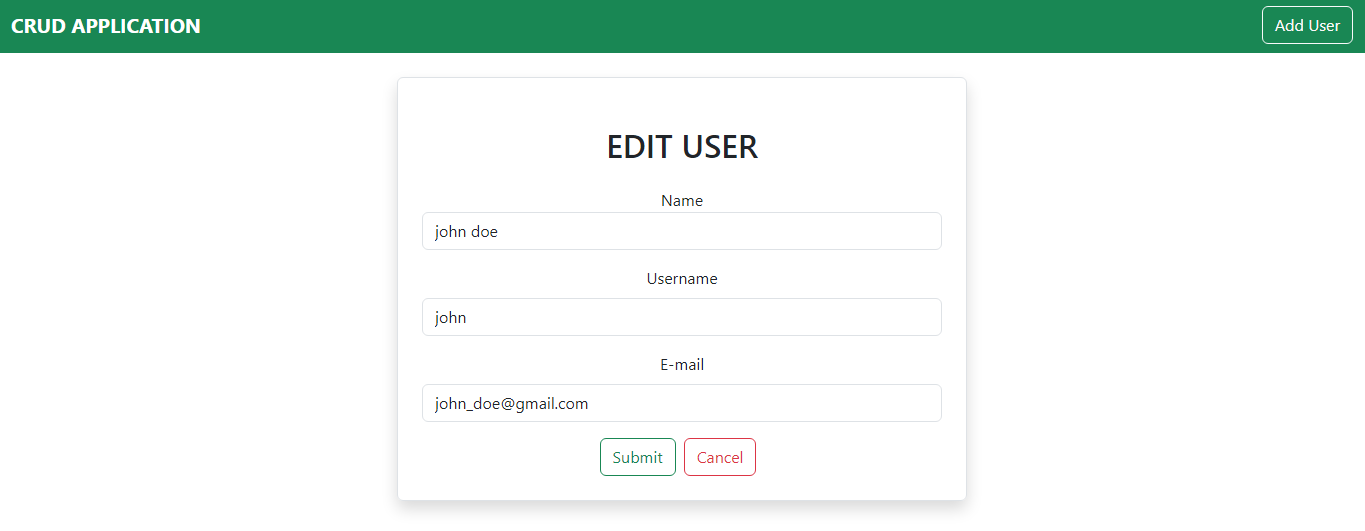 CRUD APPLICATION
Add User
EDIT USER
Name
john doe
Username
john
E-mail
john_doe@gmail.com
Submit Cancel